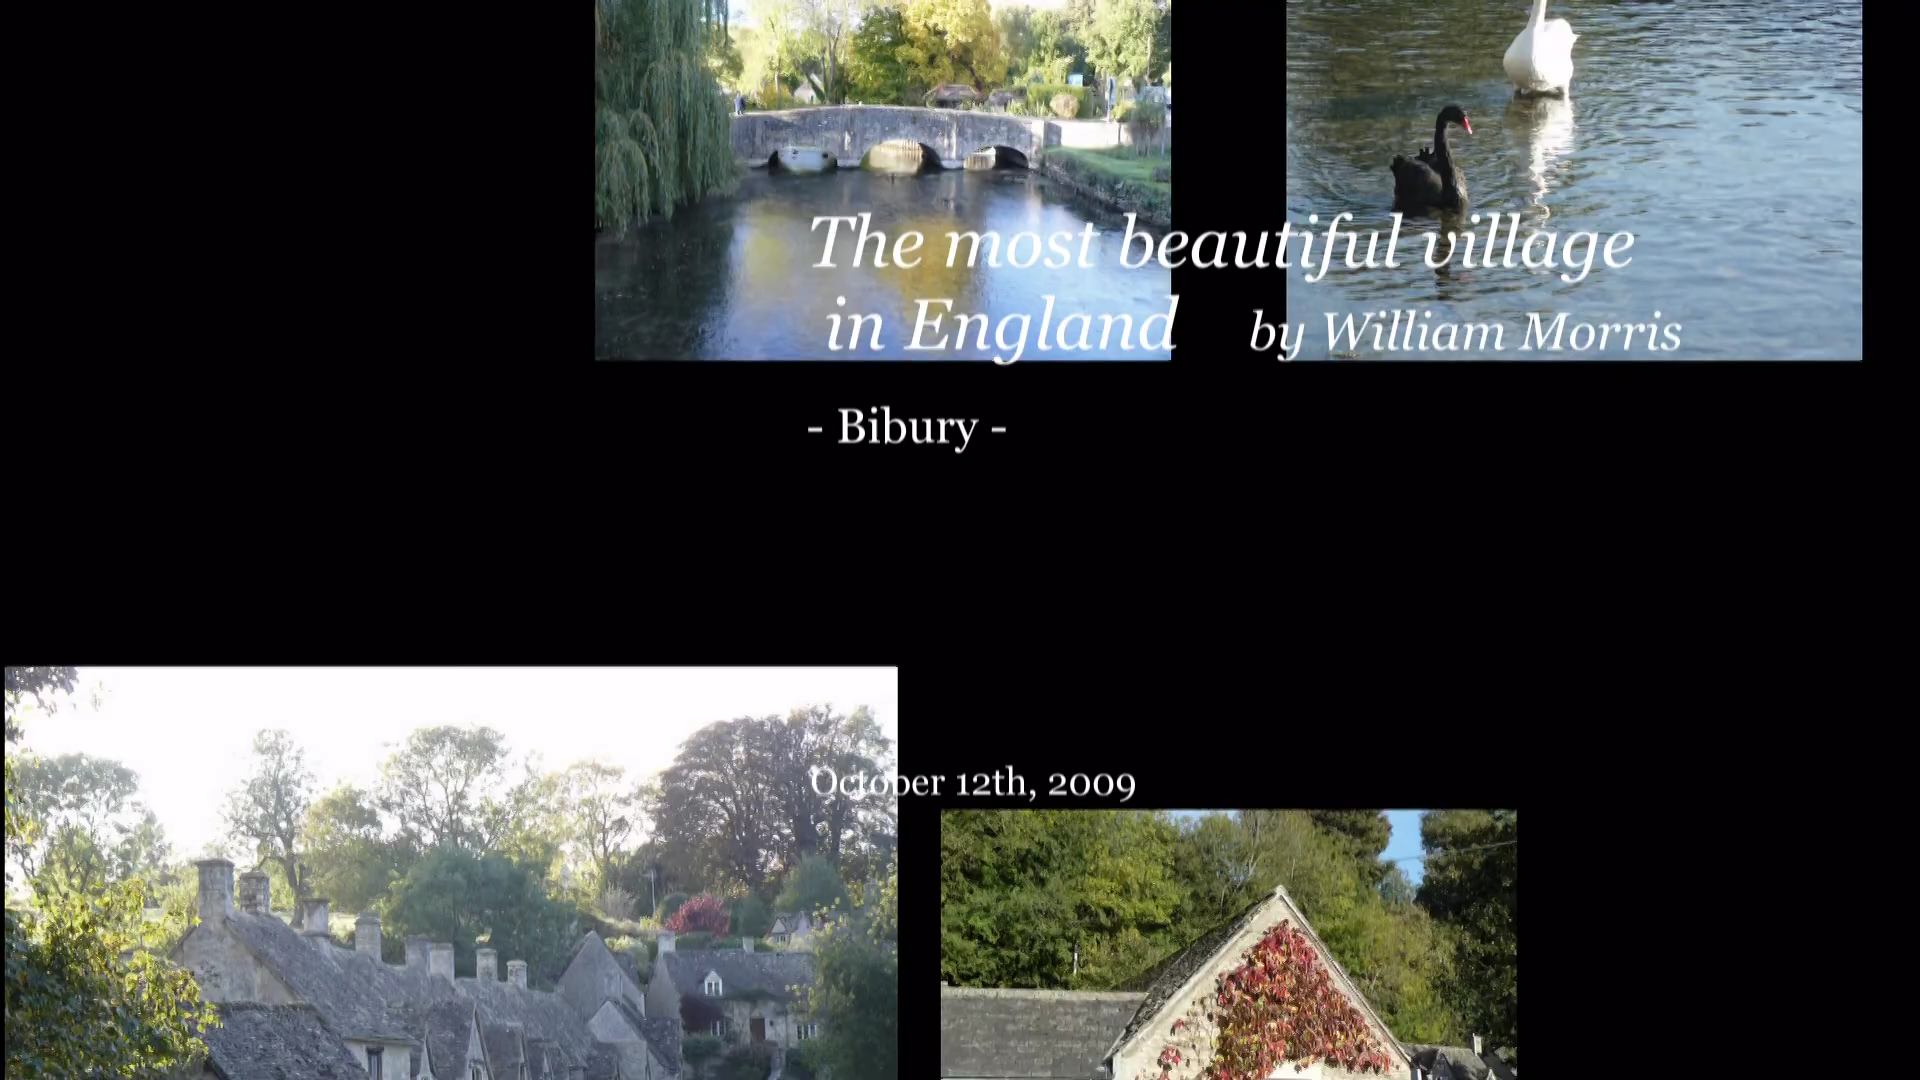 The most beautiful village
in England by William Morris
- Bibury -
October 12th, 2009